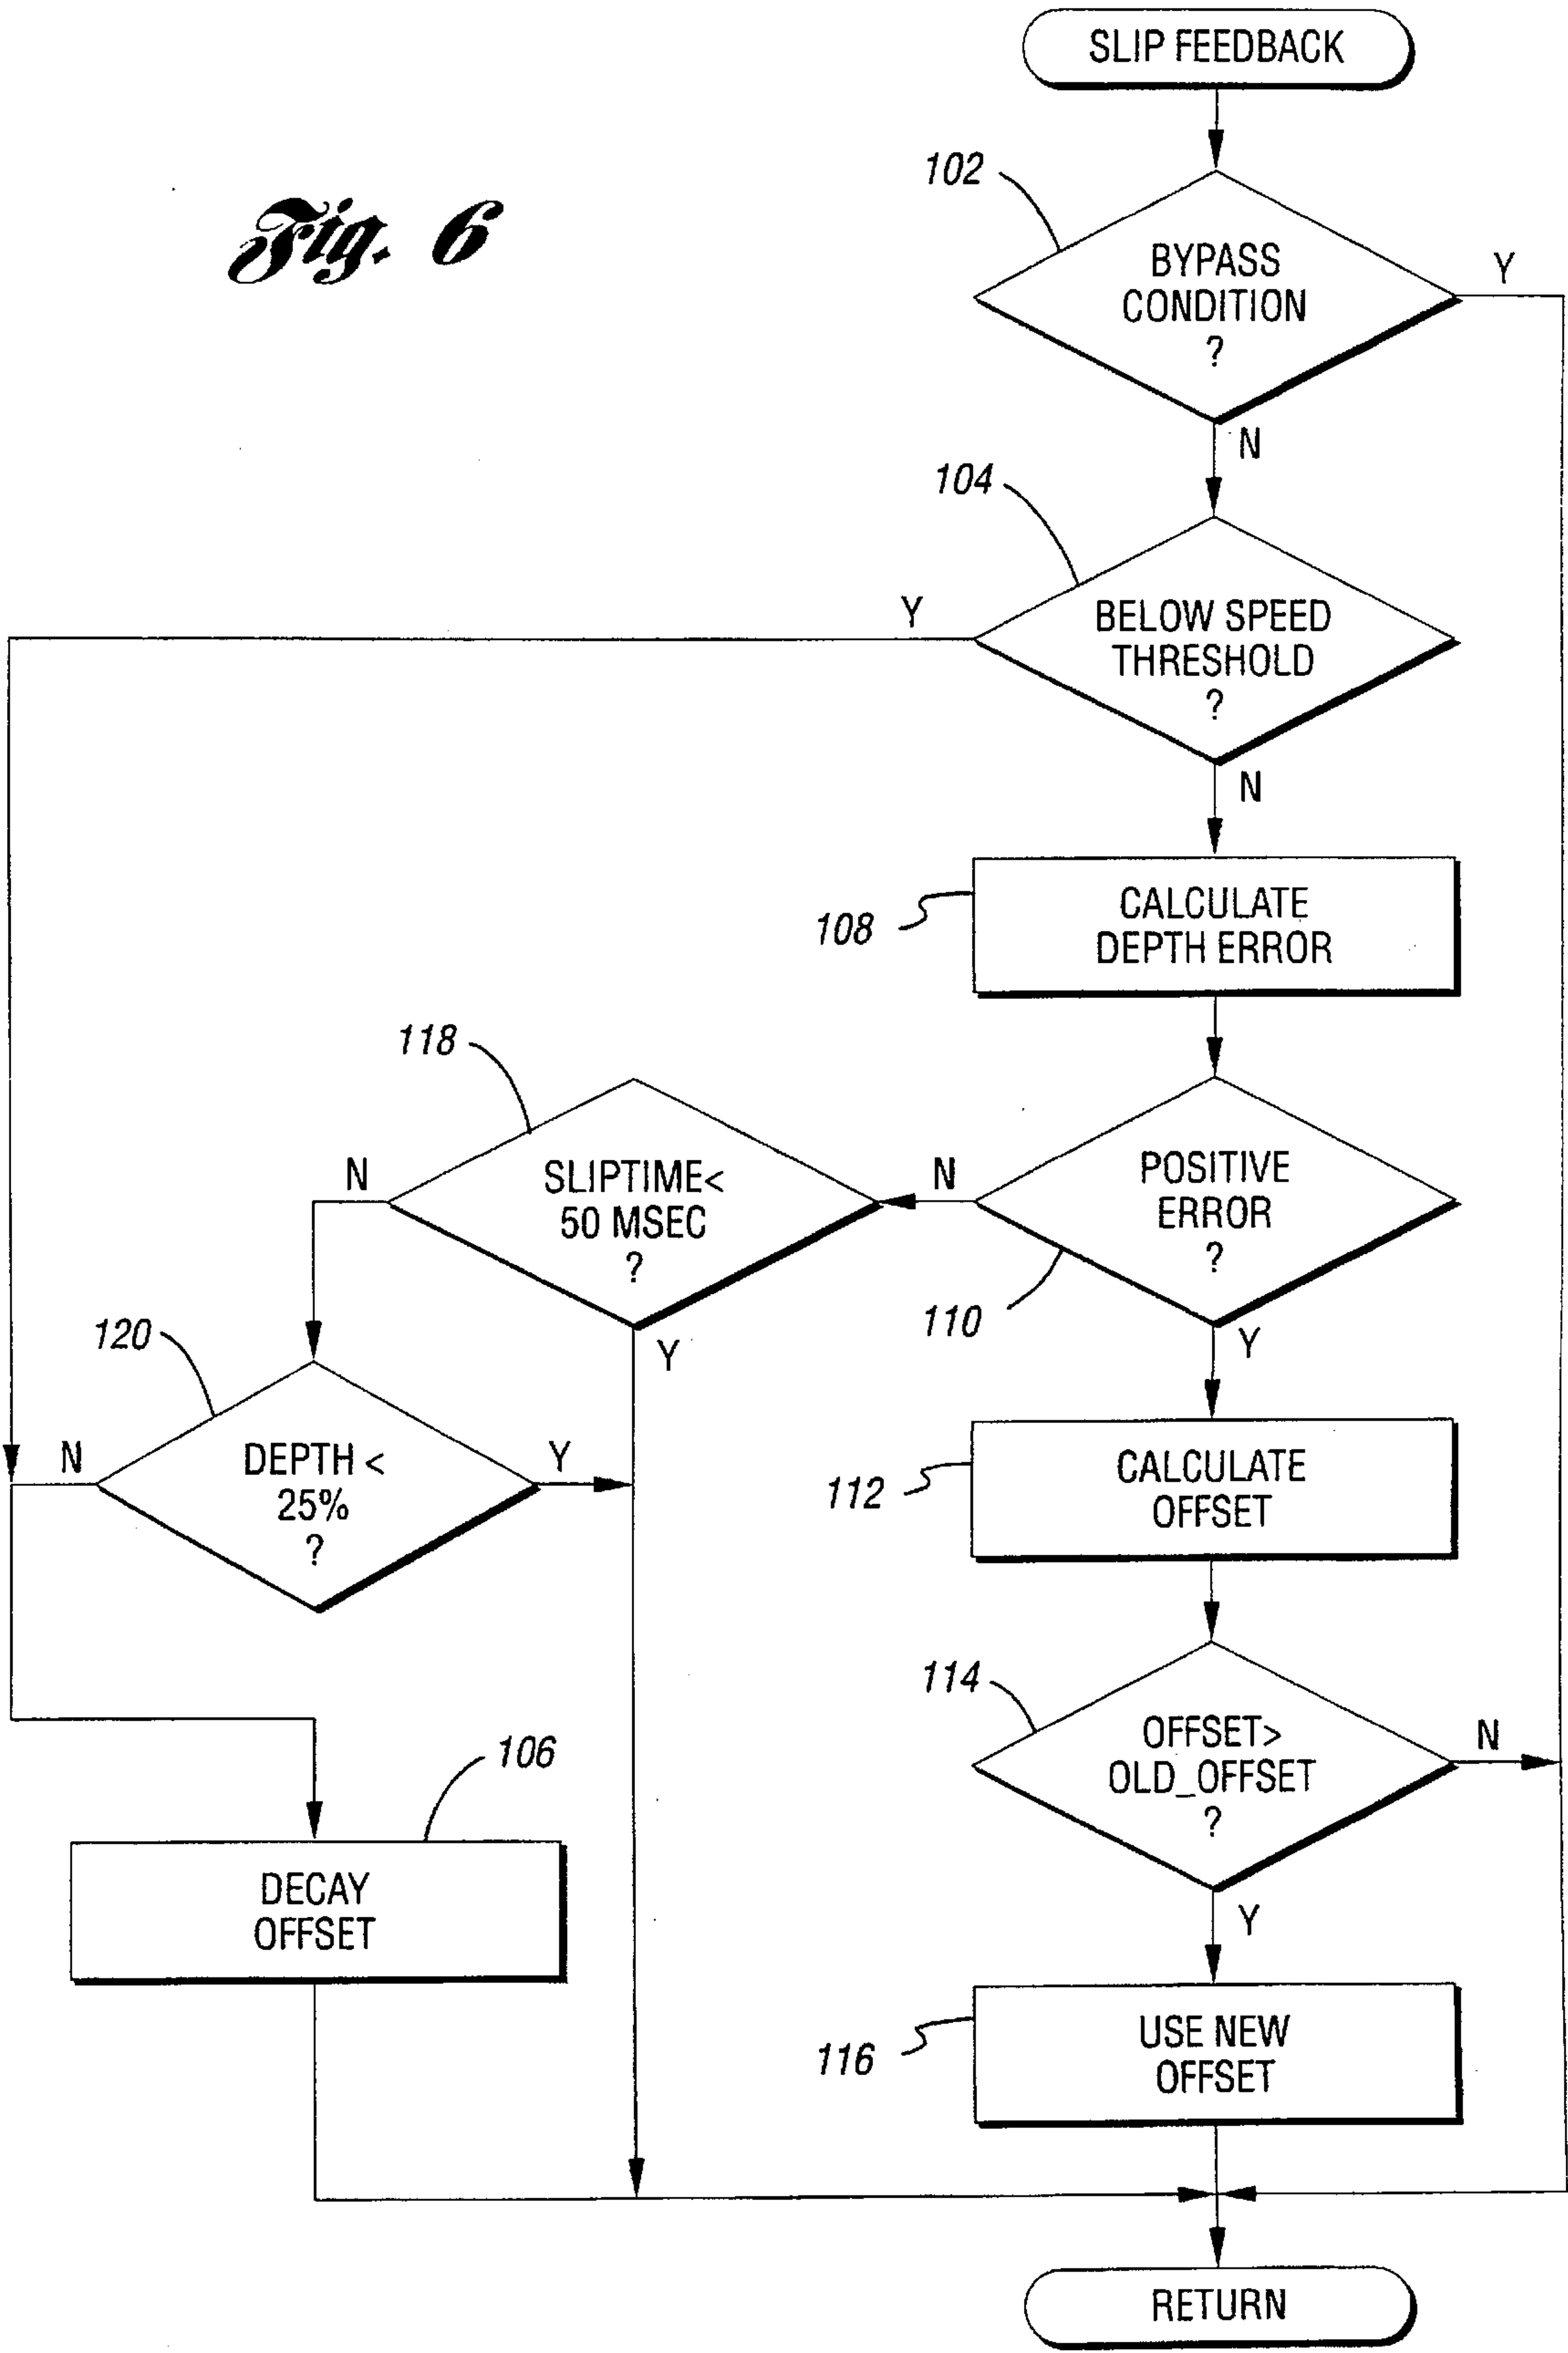 SLIP FEEDBACK
Fig. 6
102
BYPASS
CONDITION
?
Y
N
104
BELOW SPEED
THRESHOLD
?
Y
N
108
CALCULATE
DEPTH ERROR
118
SLIPTIME<
50 MSEC
?
N
Y
N
POSITIVE
ERROR
?
110
Y
120
DEPTH <
25%
?
N
Y
112
CALCULATE
OFFSET
114
OFFSET>
OLD_OFFSET
?
N
Y
106
DECAY
OFFSET
116
USE NEW
OFFSET
RETURN